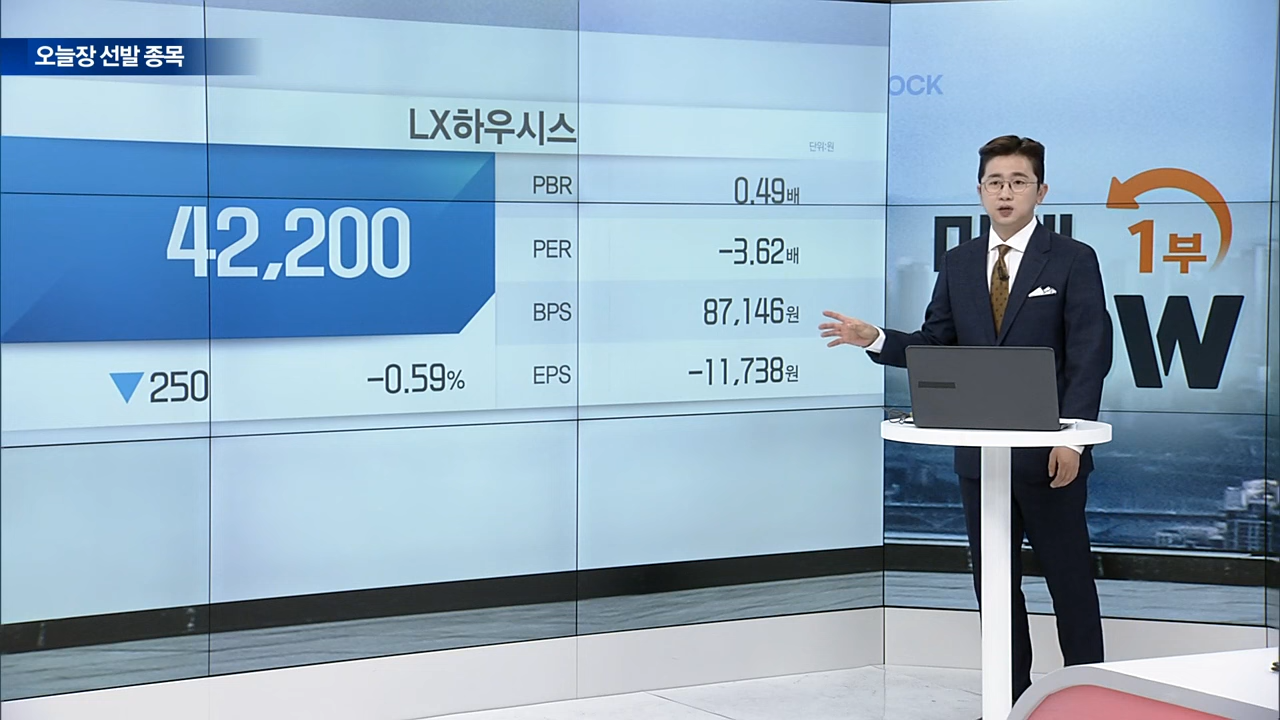 오늘장 선발 종목
OCK
LX하우시스
단위:원
42,200
▼250 -0.59%
PBR 0.49배
PER -3.62배
BPS 87,146원
EPS -11,738원
1부
OW